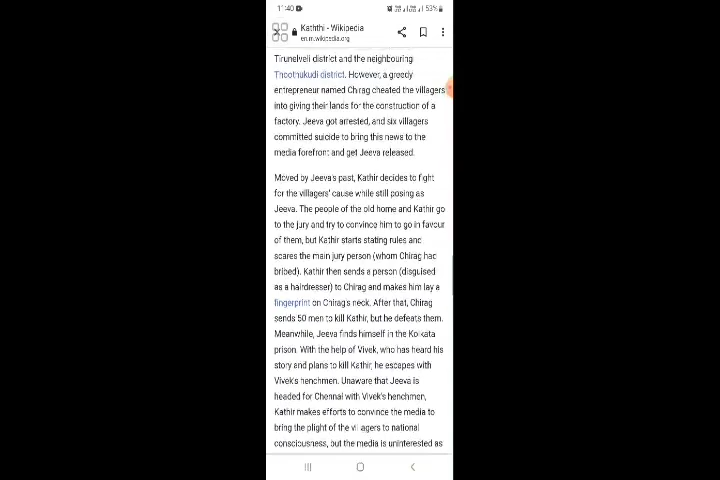 11:40
53%
Kaththi - Wikipedia
en.m.wikipedia.org
Tirunelveli district and the neighbouring
Thoothukudi district. However, a greedy
entrepreneur named Chirag cheated the villagers
into giving their lands for the construction of a
factory. Jeeva got arrested, and six villagers
committed suicide to bring this news to the
media forefront and get Jeeva released.
Moved by Jeeva's past, Kathir decides to fight
for the villagers' cause while still posing as
Jeeva. The people of the old home and Kathir go
to the jury and try to convince him to go in favour
of them, but Kathir starts stating rules and
scares the main jury person (whom Chirag had
bribed). Kathir then sends a person (disguised
as a hairdresser) to Chirag and makes him lay a
fingerprint on Chirag's neck. After that, Chirag
sends 50 men to kill Kathir, but he defeats them.
Meanwhile, Jeeva finds himself in the Kolkata
prison. With the help of Vivek, who has heard his
story and plans to kill Kathir, he escapes with
Vivek's henchmen. Unaware that Jeeva is
headed for Chennai with Vivek's henchmen,
Kathir makes efforts to convince the media to
bring the plight of the villagers to national
consciousness, but the media is uninterested as